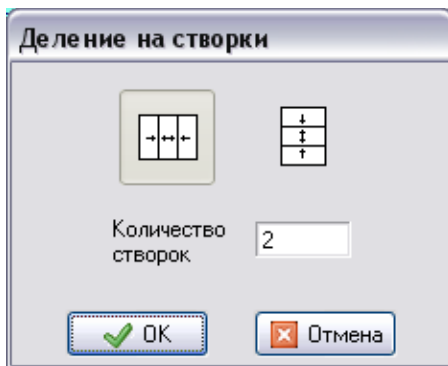 Деление на створки
Количество
створок
2
OK
Отмена